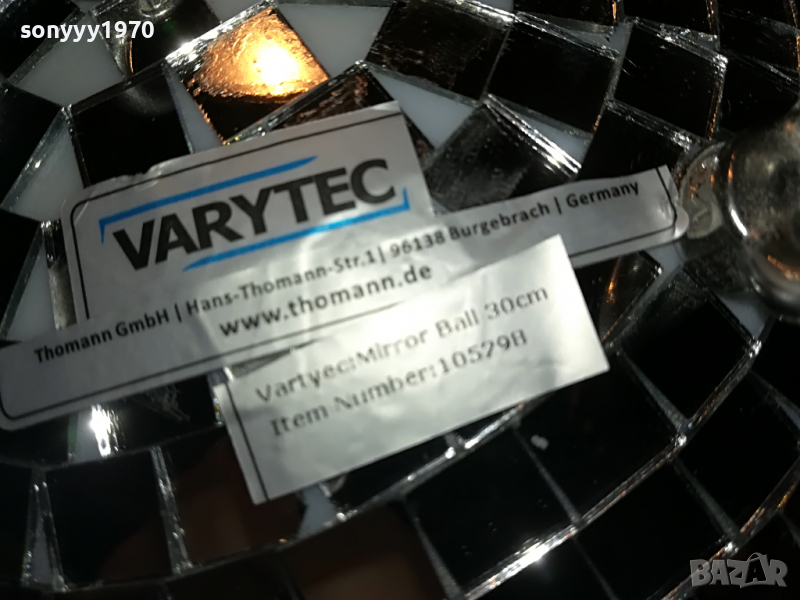 sonyyy1970
VARYTEC
Thomann GmbH | Hans-Thomann-Str.1 | 96138 Burgebrach | Germany
www.thomann.de
Vartyec:Mirror Ball 30cm
Item Number:105298
BAZAR